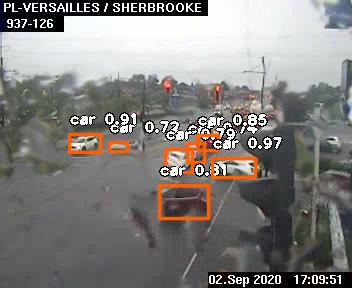 PL-VERSAILLES / SHERBROOKE
937-126
car 0.91
car 0.72
car 0.85
car 0.97
car 0.81
02.Sep 2020 17:09:51